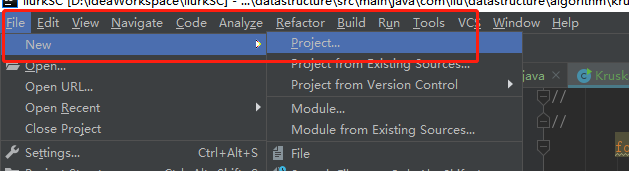 liurkSC [D:\IdeaWorkspace\liurkSC] - ...\datastructure\src\main\java\com\liu\datastructure\algorithm\kru
File Edit View Navigate Code Analyze Refactor Build Run Tools VCS Window Help
New Project...
Open... Project from Existing Sources...
Open URL... Project from Version Control java Krusk
Open Recent Module... //
Close Project Module from Existing Sources... //
Settings... Ctrl+Alt+S File fo